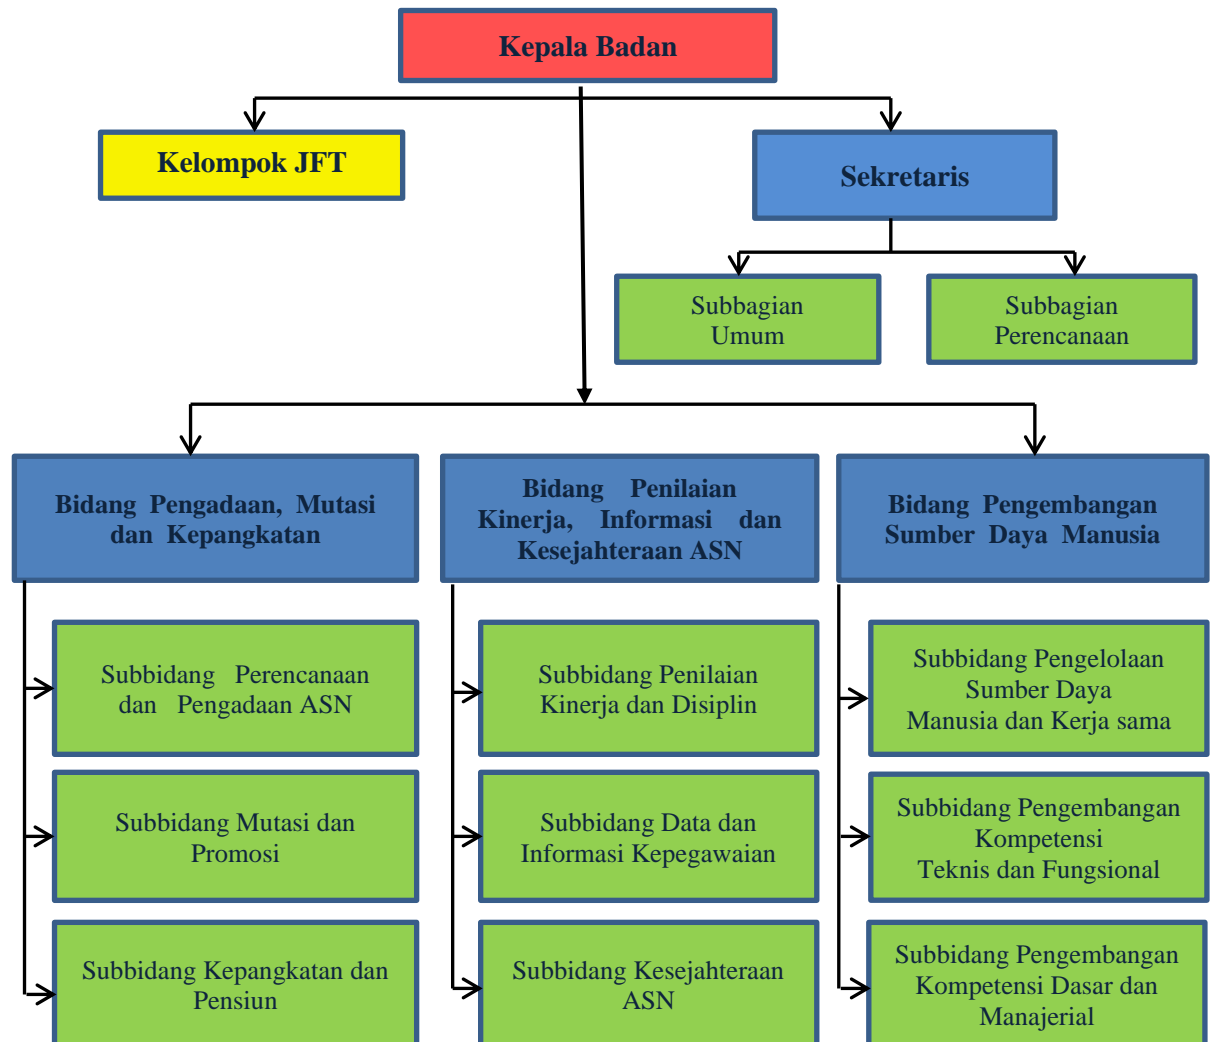 Kepala Badan
Kelompok JFT
Sekretaris
Subbagian
Umum
Subbagian
Perencanaan
Bidang Pengadaan, Mutasi
dan Kepangkatan
Bidang Penilaian
Kinerja, Informasi dan
Kesejahteraan ASN
Bidang Pengembangan
Sumber Daya Manusia
Subbidang Perencanaan
dan Pengadaan ASN
Subbidang Penilaian
Kinerja dan Disiplin
Subbidang Pengelolaan
Sumber Daya
Manusia dan Kerja sama
Subbidang Mutasi dan
Promosi
Subbidang Data dan
Informasi Kepegawaian
Subbidang Pengembangan
Kompetensi
Teknis dan Fungsional
Subbidang Kepangkatan dan
Pensiun
Subbidang Kesejahteraan
ASN
Subbidang Pengembangan
Kompetensi Dasar dan
Manajerial